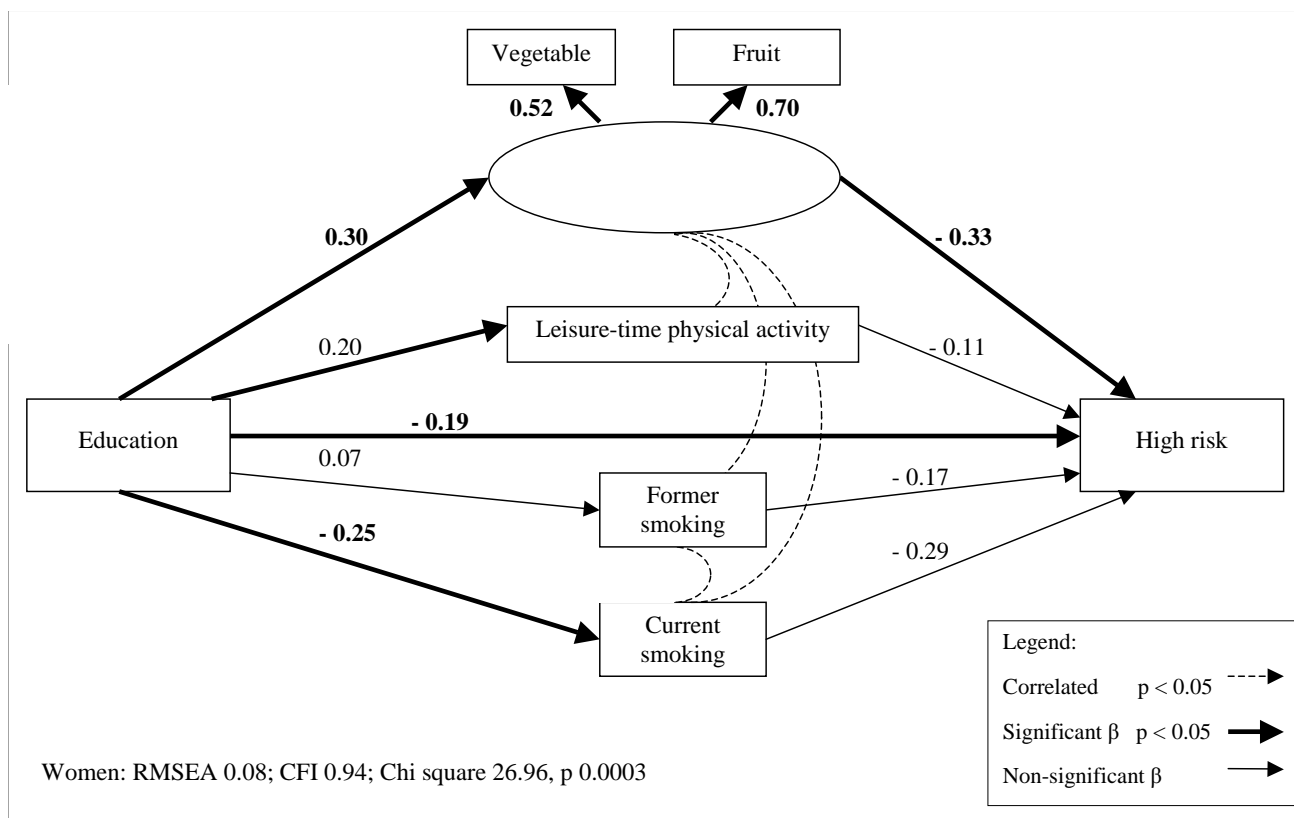 Vegetable
Fruit
0.52
0.70
0.30
- 0.33
Leisure-time physical activity
0.20
- 0.11
Education
- 0.19
High risk
0.07
Former
smoking
- 0.17
- 0.25
- 0.29
Current
smoking
Legend:
Correlated p < 0.05
Significant β p < 0.05
Non-significant β
Women: RMSEA 0.08; CFI 0.94; Chi square 26.96, p 0.0003